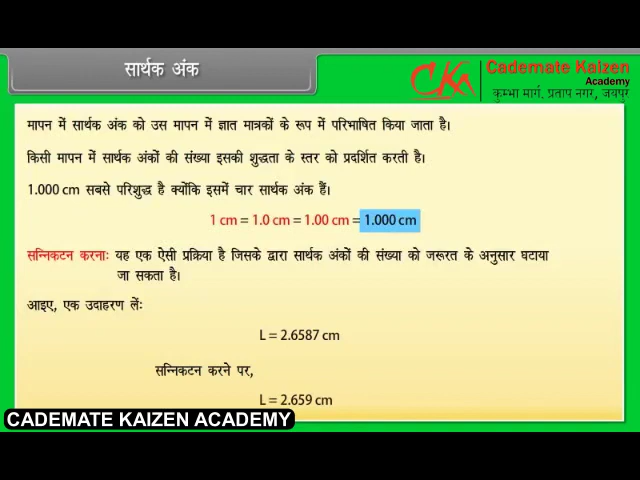 सार्थक अंक
Cademate Kaizen
Academy
CKA
कुम्भा मार्ग. प्रताप नगर, जयपुर
मापन में सार्थक अंक को उस मापन में ज्ञात मात्रकों के रूप में परिभाषित किया जाता है।
किसी मापन में सार्थक अंकों की संख्या इसकी शुद्धता के स्तर को प्रदर्शित करती है।
1.000 cm सबसे परिशुद्ध है क्योंकि इसमें चार सार्थक अंक हैं।
1 cm = 1.0 cm = 1.00 cm = 1.000 cm
सन्निकटन करनाः यह एक ऐसी प्रक्रिया है जिसके द्वारा सार्थक अंकों की संख्या को जरूरत के अनुसार घटाया
जा सकता है।
आइए, एक उदाहरण लेंः
L = 2.6587 cm
सन्निकटन करने पर,
L = 2.659 cm
CADEMATE KAIZEN ACADEMY